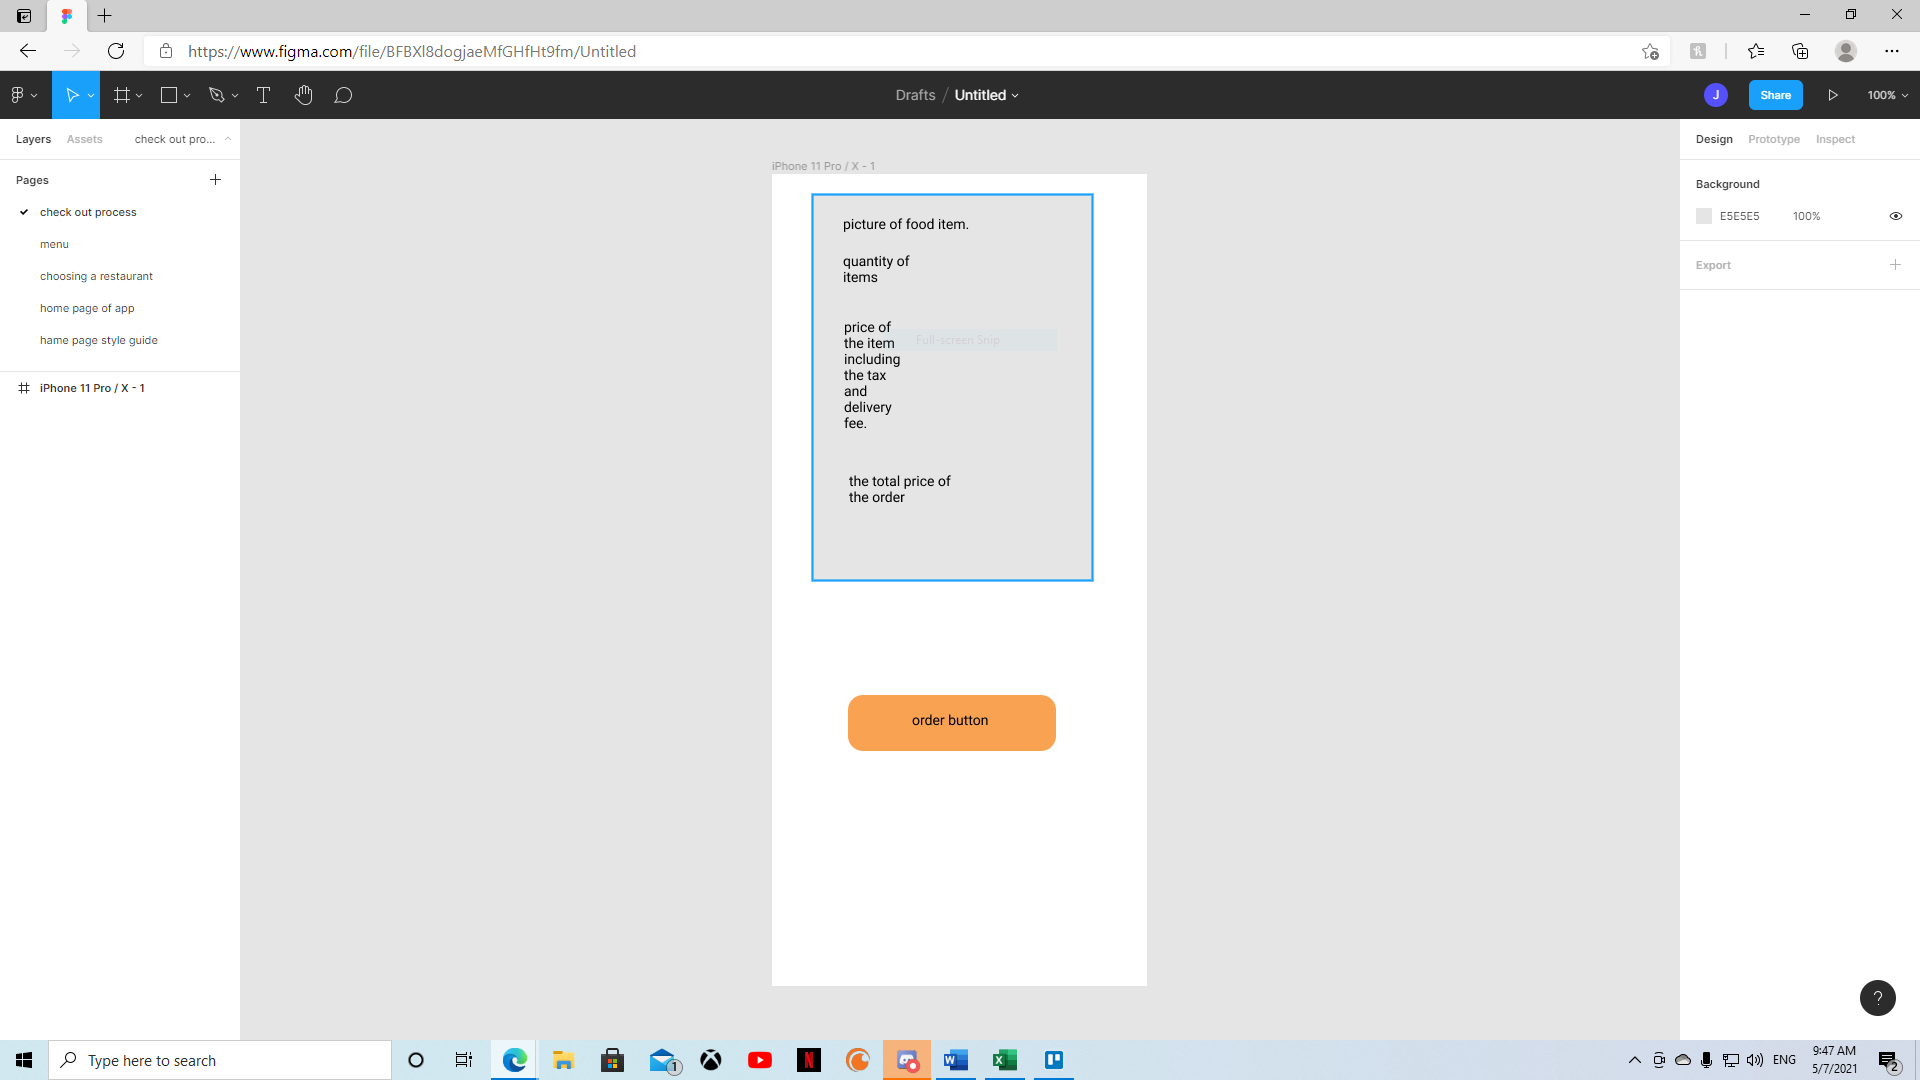 https://www.figma.com/file/BFBXl8dogjaeMfGHfHt9fm/Untitled
Drafts / Untitled
J
Share
100%
Layers
Assets
check out pro...
Design
Prototype
Inspect
Pages
check out process
menu
choosing a restaurant
home page of app
hame page style guide
iPhone 11 Pro / X - 1
Background
E5E5E5
100%
Export
iPhone 11 Pro / X - 1
picture of food item.
quantity of
items
price of
the item
including
the tax
and
delivery
fee.
Full-screen Snip
the total price of
the order
order button
?
Type here to search
1
ENG
9:47 AM
5/7/2021
2